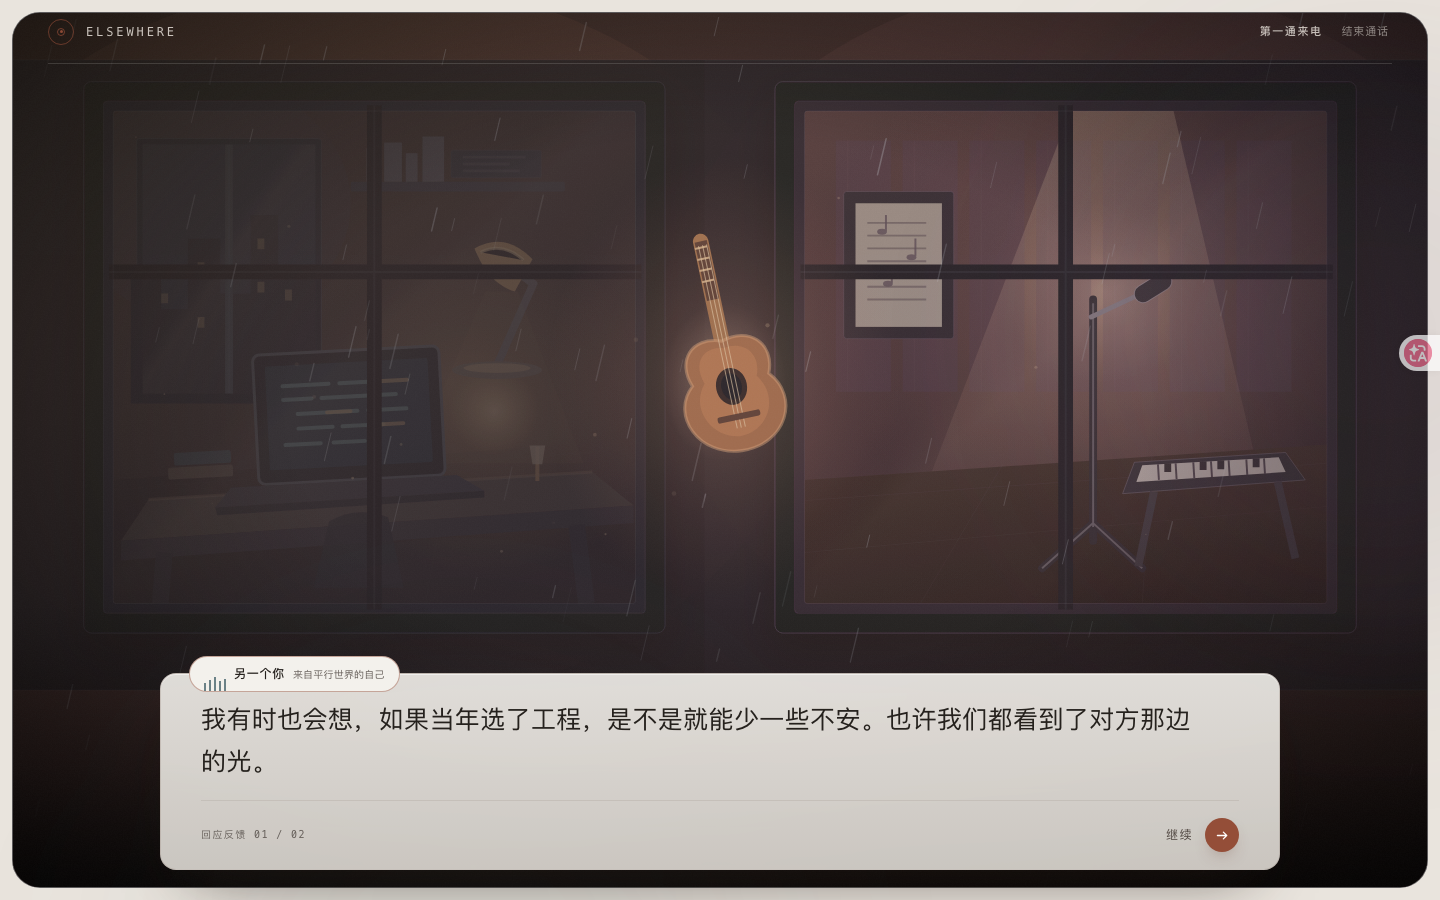 ELSEWHERE
第一通来电 结束通话
另一个你 来自平行世界的自己
我有时也会想，如果当年选了工程，是不是就能少一些不安。也许我们都看到了对方那边
的光。
回应反馈 01 / 02
继续